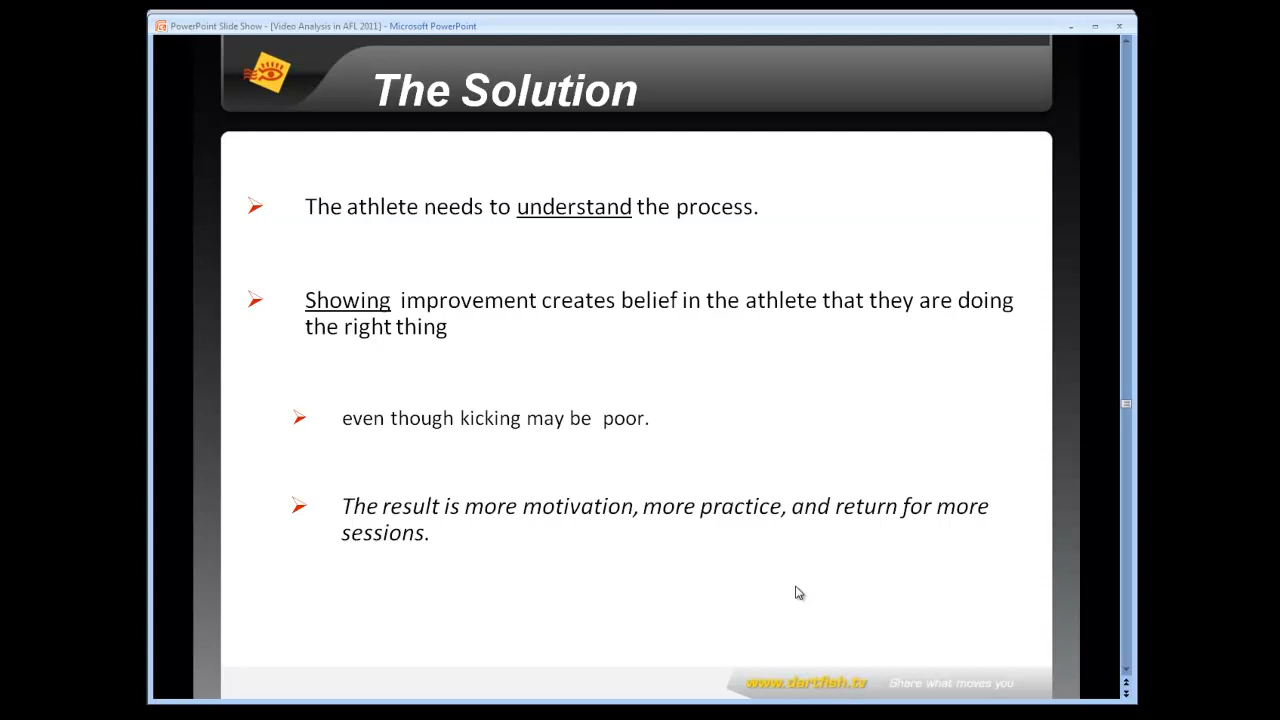 PowerPoint Slide Show - [Video Analysis in AFL 2011] - Microsoft PowerPoint
The Solution
The athlete needs to understand the process.
Showing improvement creates belief in the athlete that they are doing
the right thing
even though kicking may be poor.
The result is more motivation, more practice, and return for more
sessions.
www.dartfish.tv Share what moves you